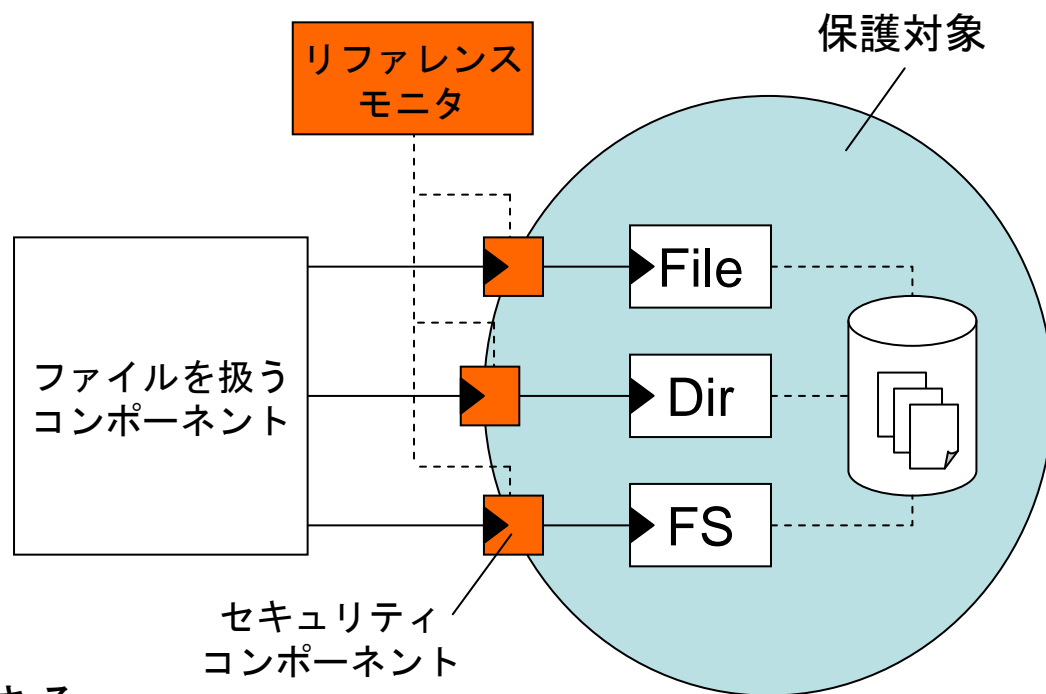 保護対象
リファレンス
モニタ
File
ファイルを扱う
コンポーネント
Dir
FS
セキュリティ
コンポーネント